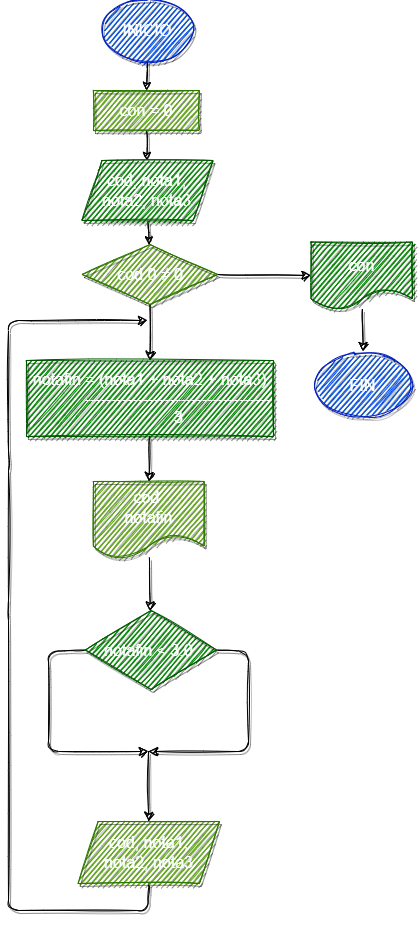 INICIO
con = 0
cod, nota1,
nota2, nota3
cod 0 = 0
con
notafin = (nota1 + nota2 + nota3)
3
FIN
cod
notafin
notafin < 3.0
cod, nota1,
nota2, nota3